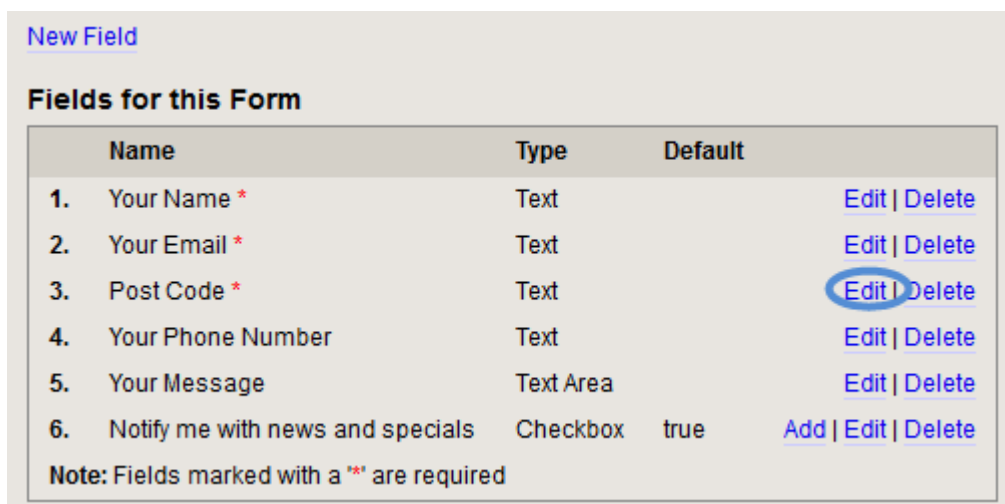 New Field
Fields for this Form
Name Type Default
1. Your Name * Text Edit | Delete
2. Your Email * Text Edit | Delete
3. Post Code * Text Edit | Delete
4. Your Phone Number Text Edit | Delete
5. Your Message Text Area Edit | Delete
6. Notify me with news and specials Checkbox true Add | Edit | Delete
Note: Fields marked with a '*' are required